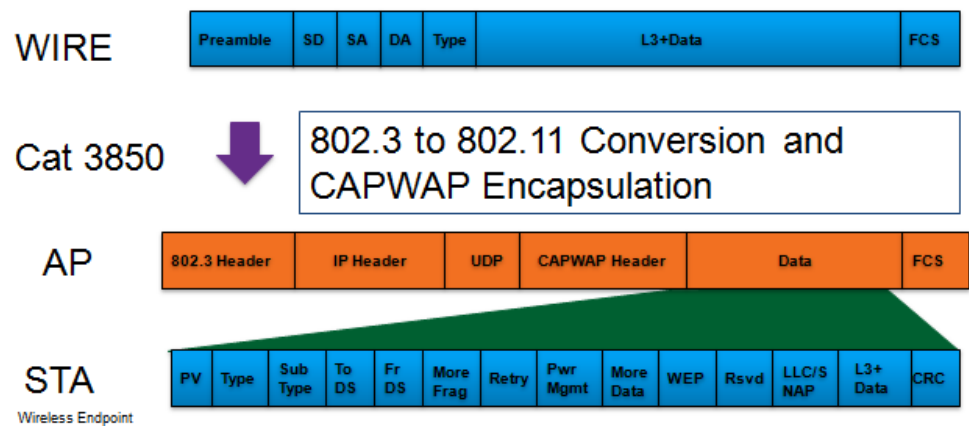 WIRE
Preamble SD SA DA Type L3+Data FCS
Cat 3850
802.3 to 802.11 Conversion and
CAPWAP Encapsulation
AP
802.3 Header IP Header UDP CAPWAP Header Data FCS
STA
Wireless Endpoint
PV Type Sub Type To DS Fr DS More Frag Retry Pwr Mgmt More Data WEP Rsvd LLC/S NAP L3+ Data CRC